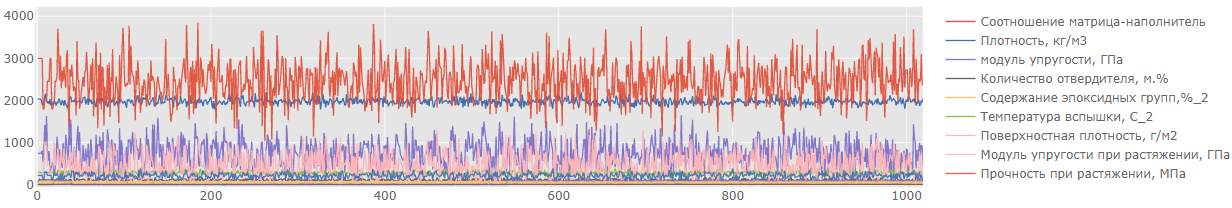 4000
3000
2000
1000
0
0
200
400
600
800
1000
Соотношение матрица-наполнитель
Плотность, кг/м3
модуль упругости, ГПа
Количество отвердителя, м.%
Содержание эпоксидных групп,%_2
Температура вспышки, С_2
Поверхностная плотность, г/м2
Модуль упругости при растяжении, ГПа
Прочность при растяжении, МПа